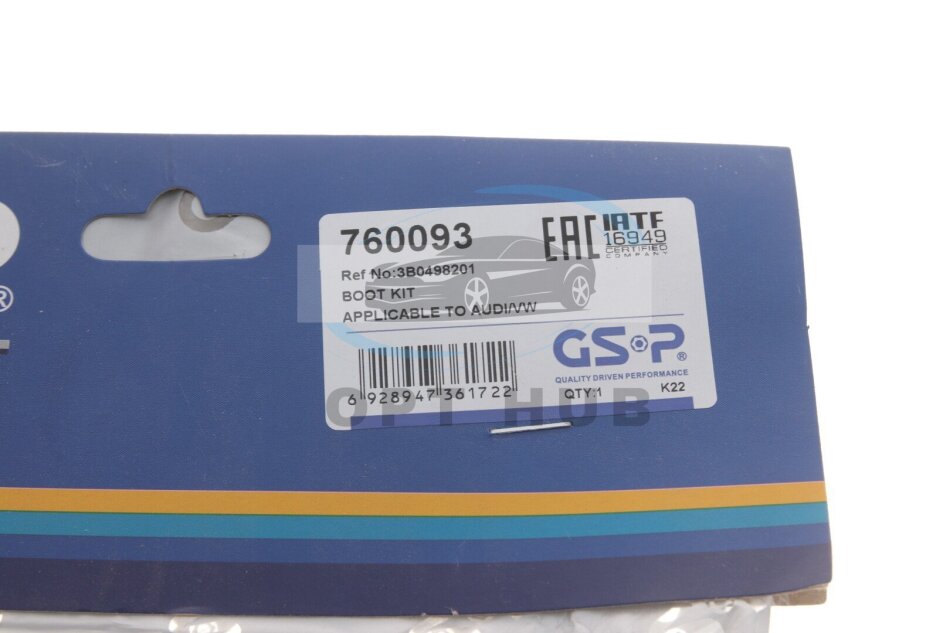 760093
EAC
IATF
16949
CERTIFIED
COMPANY
Ref No:3B0498201
BOOT KIT
APPLICABLE TO AUDI/VW
GS·P®
QUALITY DRIVEN PERFORMANCE
6 928947 361722
QTY:1 K22
OPT HUB
®